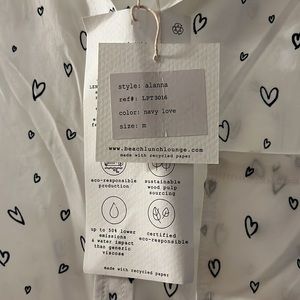 style: alanna
ref#: LPT3016
color: navy love
size: m
www.beachlunchlounge.com
made with recycled paper
eco-responsible
production
sustainable
wood pulp
sourcing
up to 50% lower
emissions
& water impact
than generic
viscose
certified
eco-responsible
made with recycled paper